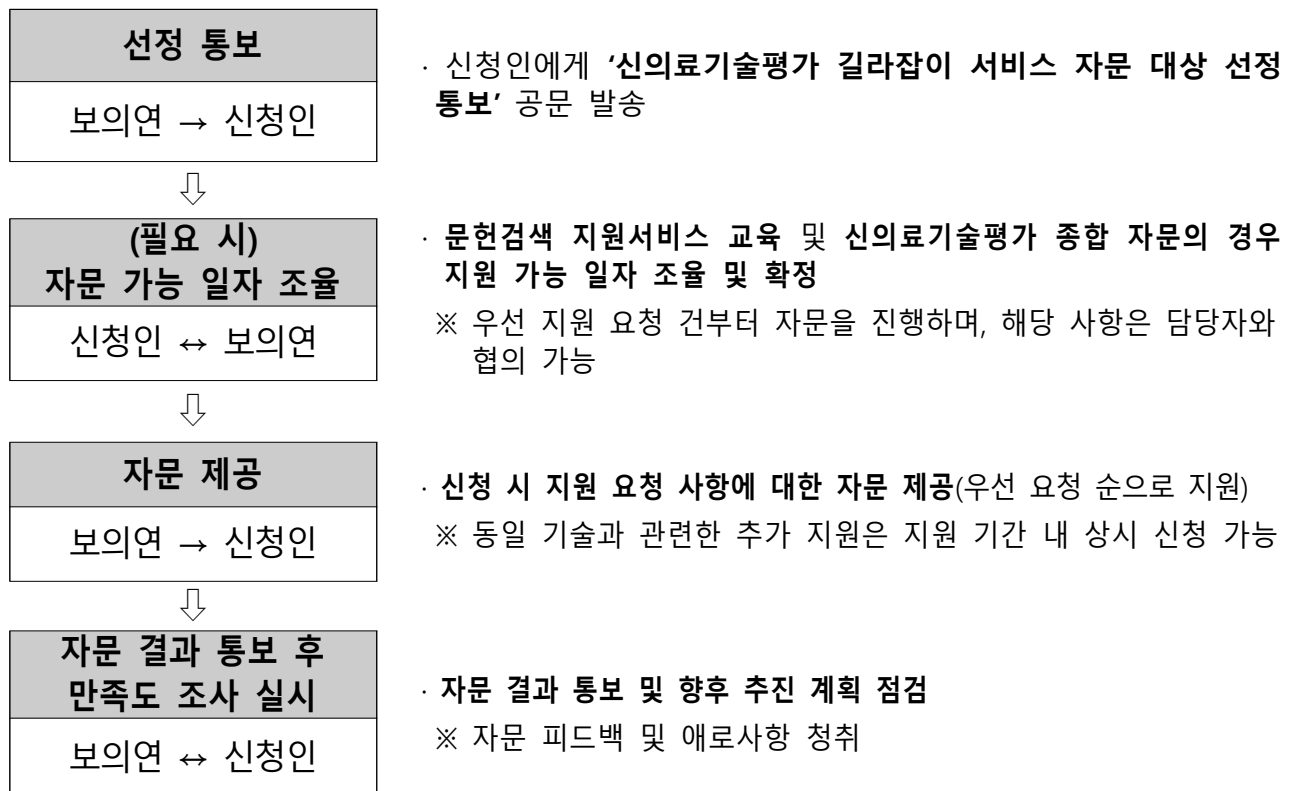 선정 통보
보의연 → 신청인
· 신청인에게 ‘신의료기술평가 길라잡이 서비스 자문 대상 선정
통보’ 공문 발송
⇩
(필요 시)
자문 가능 일자 조율
신청인 ↔ 보의연
· 문헌검색 지원서비스 교육 및 신의료기술평가 종합 자문의 경우
지원 가능 일자 조율 및 확정
※ 우선 지원 요청 건부터 자문을 진행하며, 해당 사항은 담당자와
협의 가능
⇩
자문 제공
보의연 → 신청인
· 신청 시 지원 요청 사항에 대한 자문 제공(우선 요청 순으로 지원)
※ 동일 기술과 관련한 추가 지원은 지원 기간 내 상시 신청 가능
⇩
자문 결과 통보 후
만족도 조사 실시
보의연 ↔ 신청인
· 자문 결과 통보 및 향후 추진 계획 점검
※ 자문 피드백 및 애로사항 청취